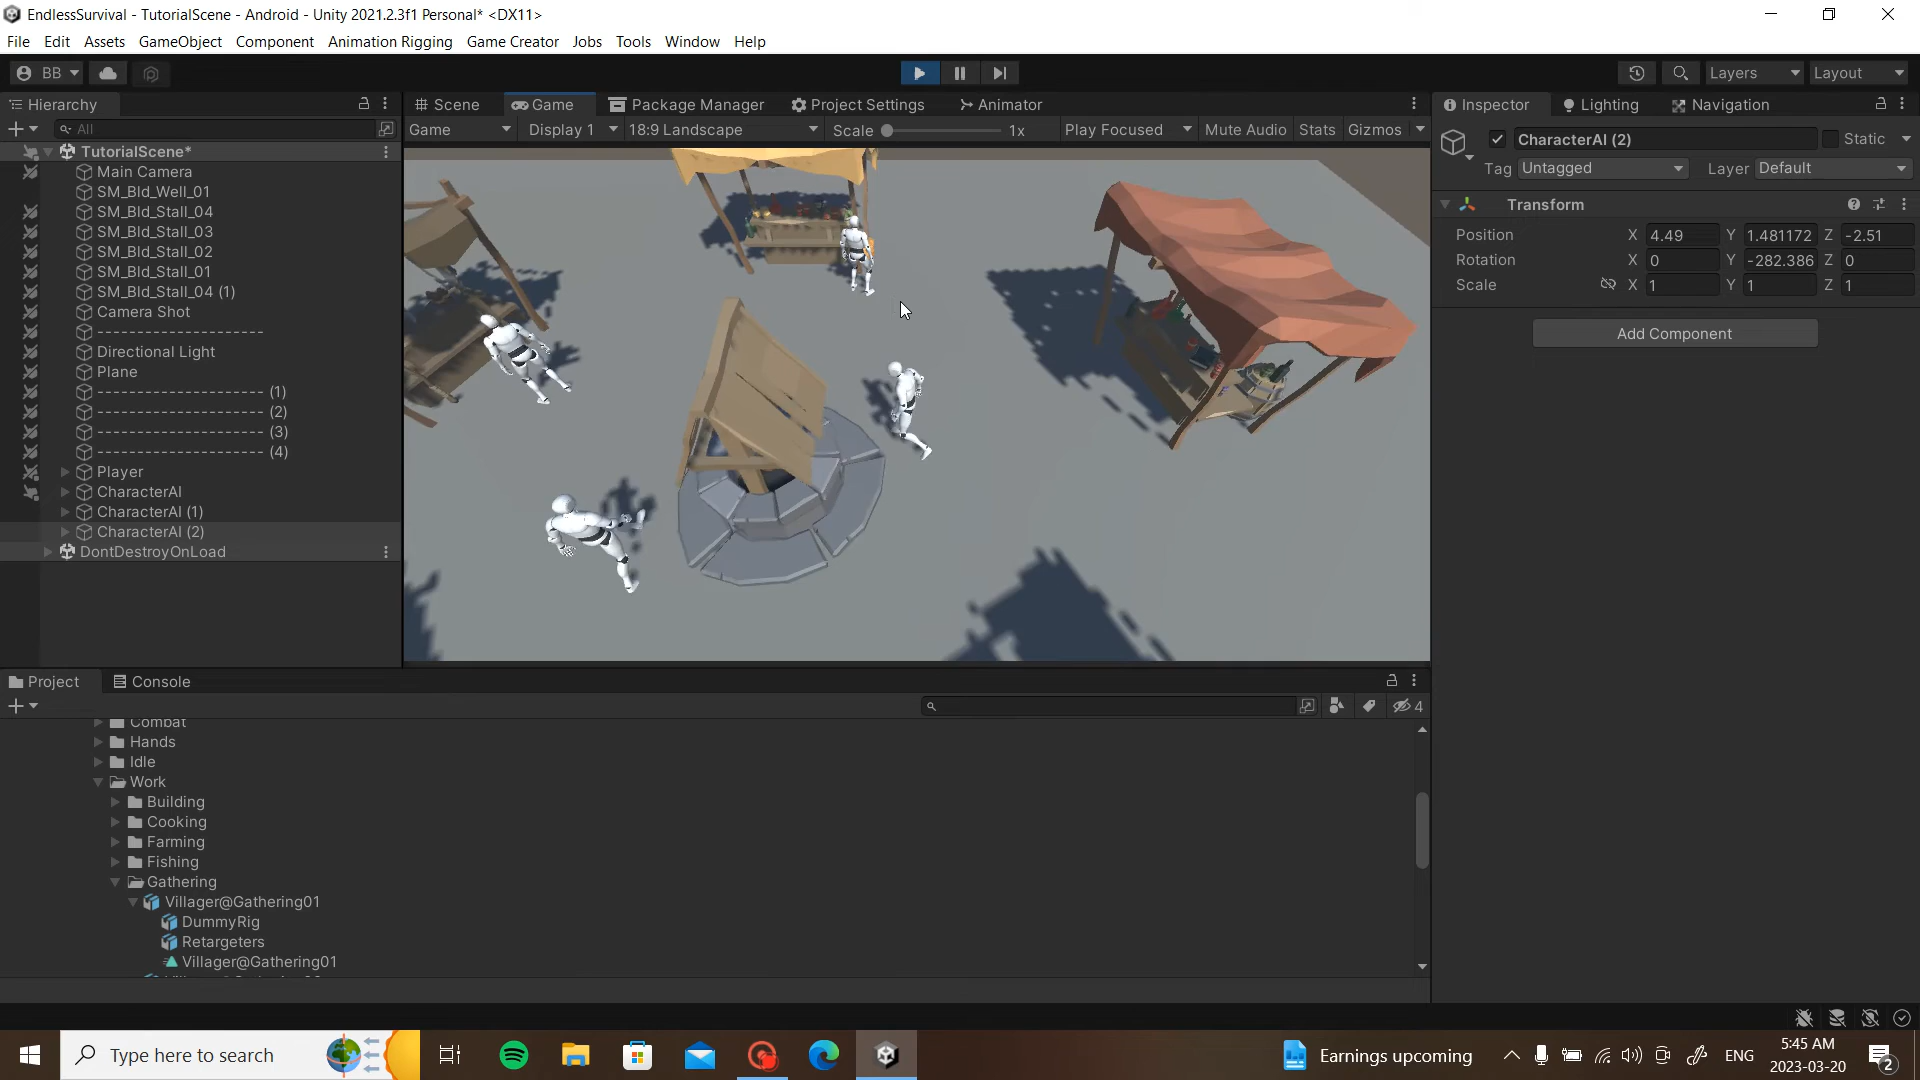 EndlessSurvival - TutorialScene - Android - Unity 2021.2.3f1 Personal* <DX11>
File Edit Assets GameObject Component Animation Rigging Game Creator Jobs Tools Window Help
BB
Layers Layout
Hierarchy
All
TutorialScene*
Main Camera
SM_Bld_Well_01
SM_Bld_Stall_04
SM_Bld_Stall_03
SM_Bld_Stall_02
SM_Bld_Stall_01
SM_Bld_Stall_04 (1)
Camera Shot
--------------------
Directional Light
Plane
-------------------- (1)
-------------------- (2)
-------------------- (3)
-------------------- (4)
Player
CharacterAI
CharacterAI (1)
CharacterAI (2)
DontDestroyOnLoad
Scene Game Package Manager Project Settings Animator
Game Display 1 18:9 Landscape Scale 1x Play Focused Mute Audio Stats Gizmos
Inspector Lighting Navigation
CharacterAI (2) Static
Tag Untagged Layer Default
Transform
Position X 4.49 Y 1.481172 Z -2.51
Rotation X 0 Y -282.386 Z 0
Scale X 1 Y 1 Z 1
Add Component
Project Console
4
Combat
Hands
Idle
Work
Building
Cooking
Farming
Fishing
Gathering
Villager@Gathering01
DummyRig
Retargeters
Villager@Gathering01
Type here to search
Earnings upcoming
ENG
5:45 AM
2023-03-20
2